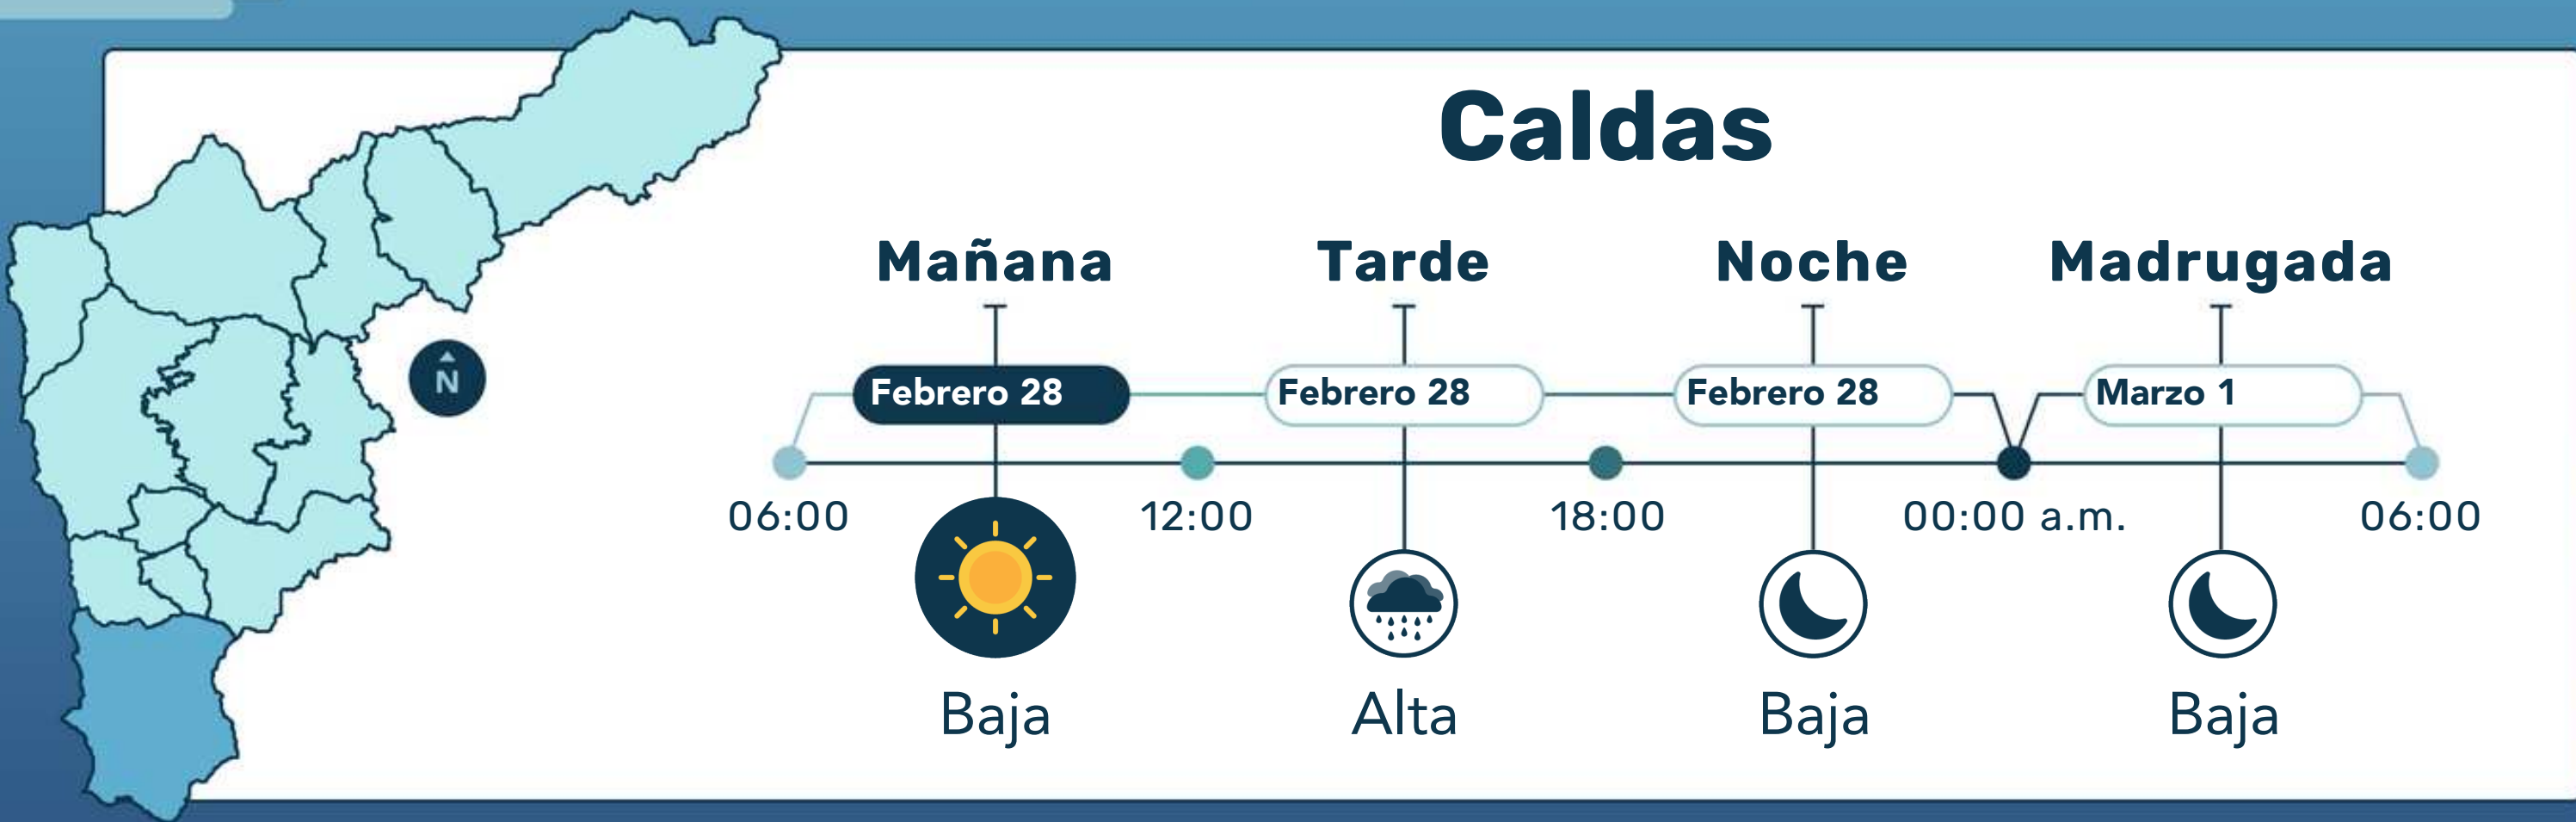 Caldas
Mañana Tarde Noche Madrugada
Febrero 28 Febrero 28 Febrero 28 Marzo 1
N
06:00 12:00 18:00 00:00 a.m. 06:00
Baja Alta Baja Baja